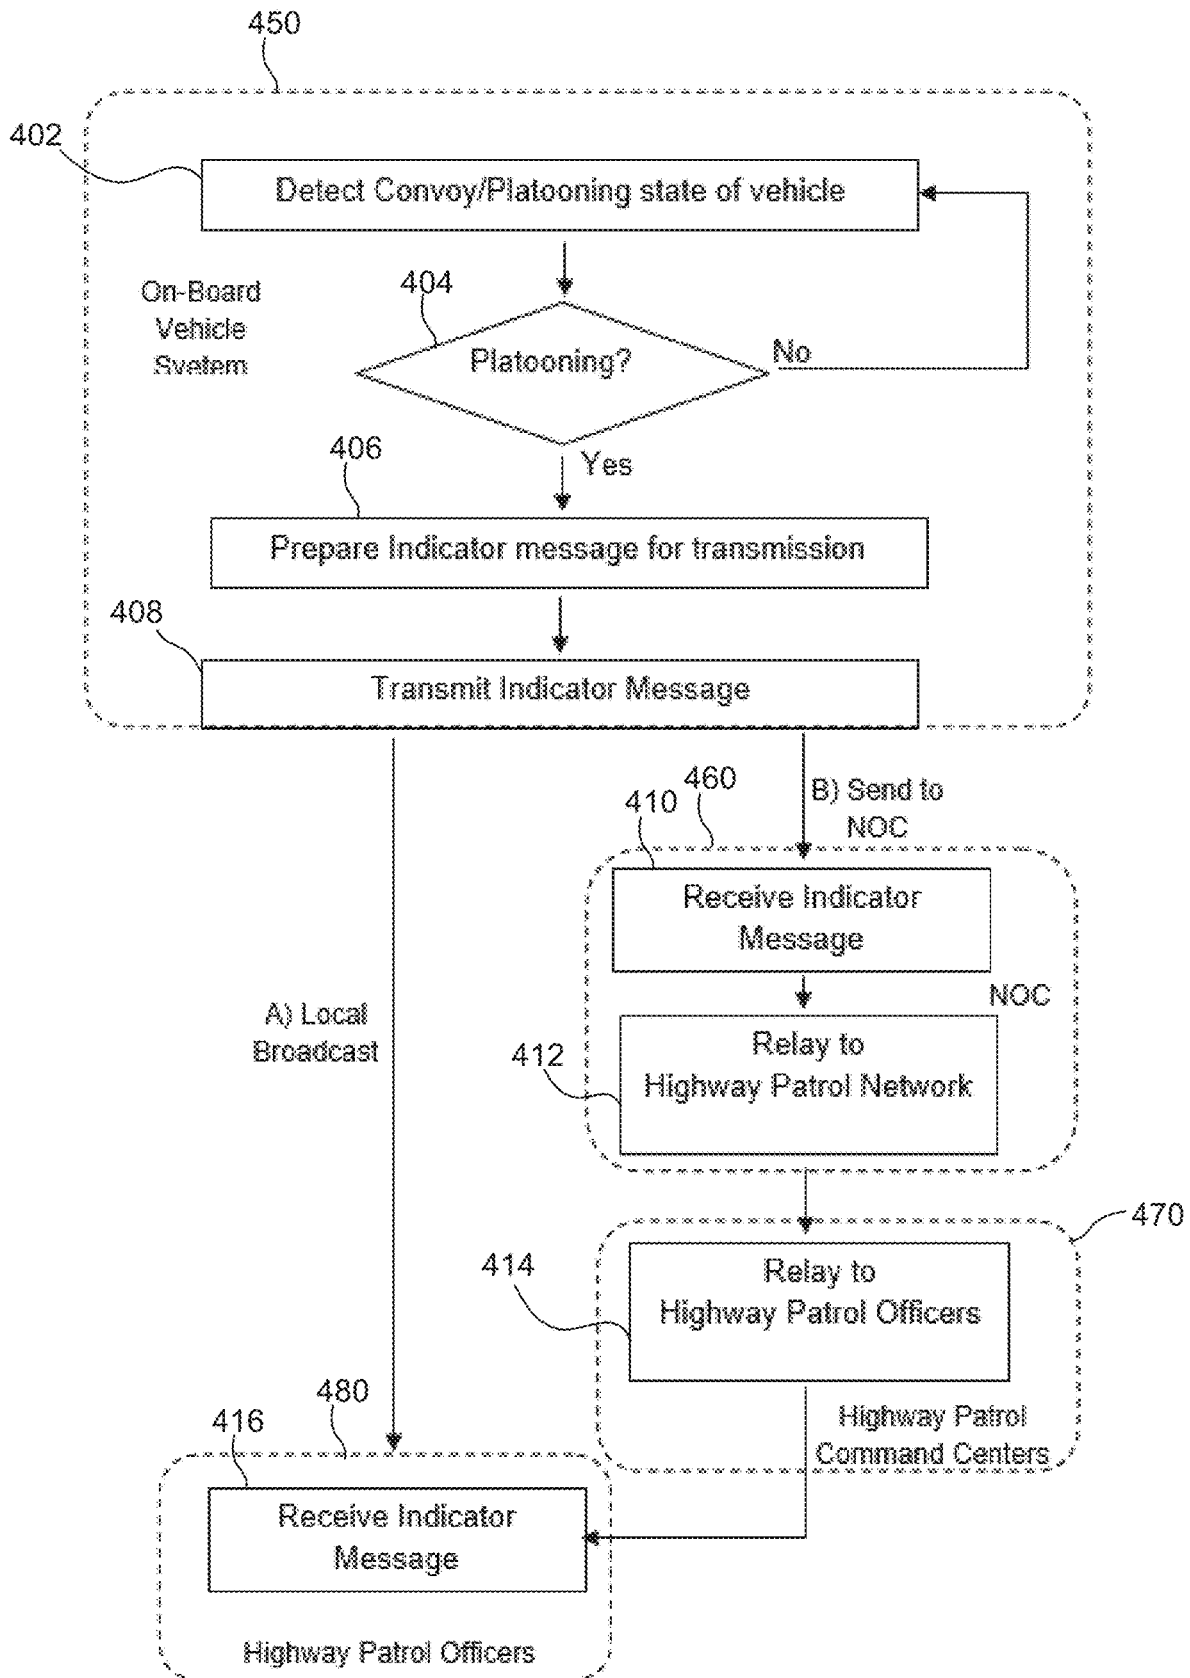 450
402
Detect Convoy/Platooning state of vehicle
On-Board
Vehicle
Svetem
404
Platooning?
No
Yes
406
Prepare Indicator message for transmission
408
Transmit Indicator Message
460
B) Send to
NOC
410
Receive Indicator
Message
NOC
A) Local
Broadcast
412
Relay to
Highway Patrol Network
470
414
Relay to
Highway Patrol Officers
Highway Patrol
Command Centers
480
416
Receive Indicator
Message
Highway Patrol Officers